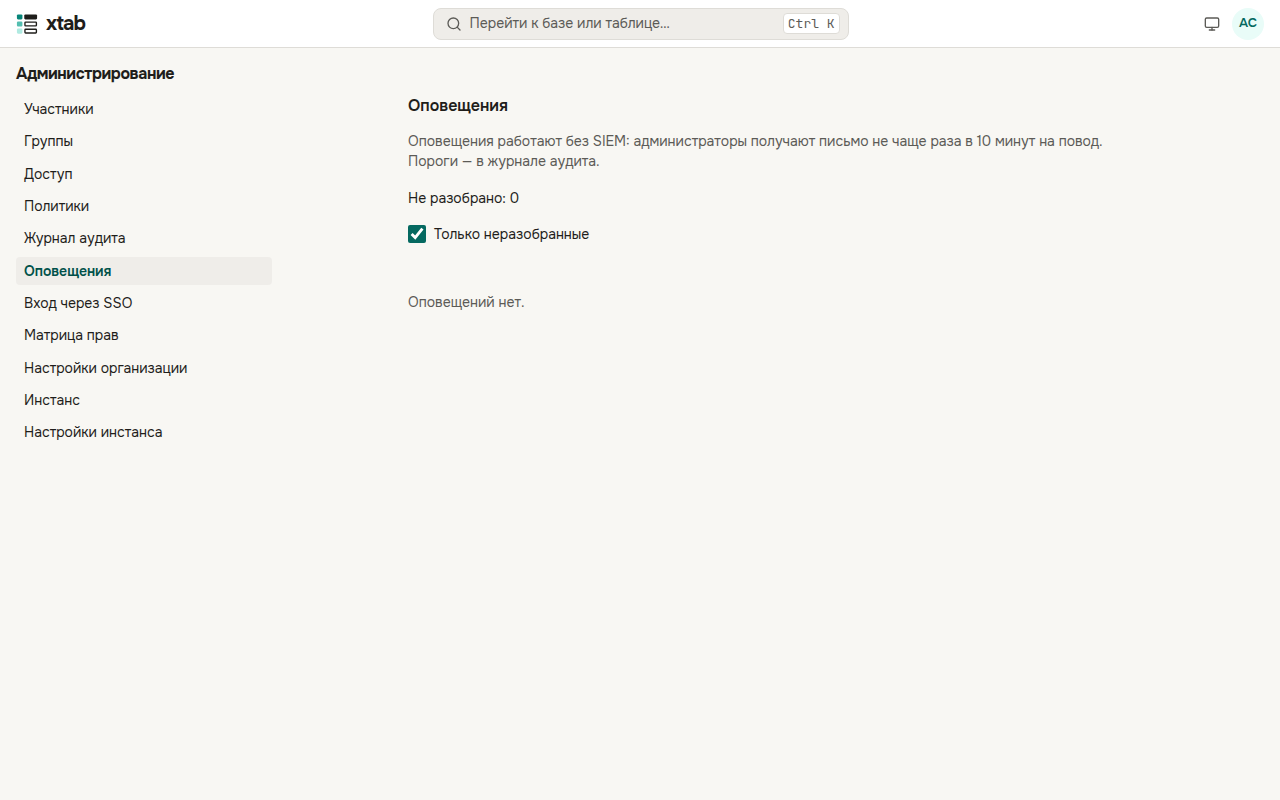 xtab
Перейти к базе или таблице...
Ctrl K
АС
Администрирование
Участники
Группы
Доступ
Политики
Журнал аудита
Оповещения
Вход через SSO
Матрица прав
Настройки организации
Инстанс
Настройки инстанса
Оповещения
Оповещения работают без SIEM: администраторы получают письмо не чаще раза в 10 минут на повод.
Пороги — в журнале аудита.
Не разобрано: 0
Только неразобранные
Оповещений нет.